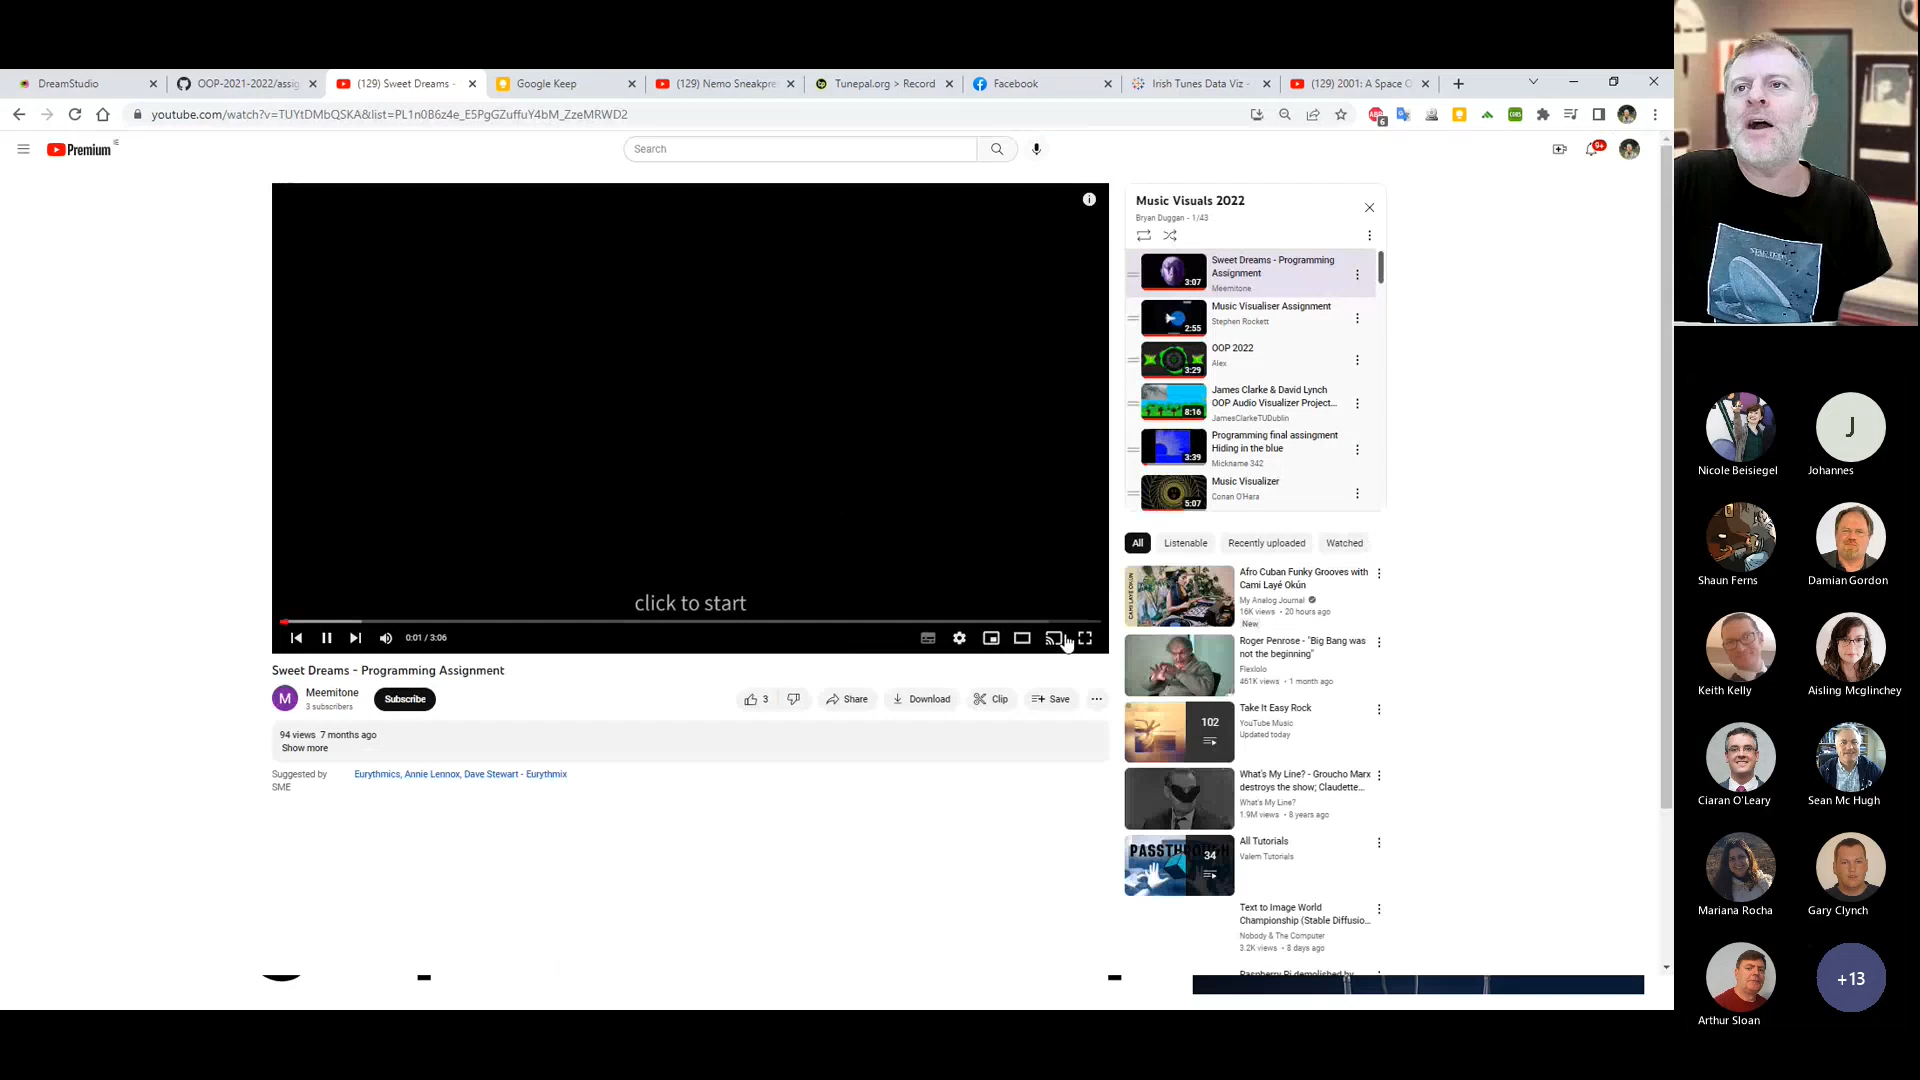 DreamStudio
OOP-2021-2022/assig
(129) Sweet Dreams -
Google Keep
(129) Nemo Sneakpre
Tunepal.org > Record
Facebook
Irish Tunes Data Viz -
(129) 2001: A Space O
youtube.com/watch?v=TUYtDMbQSKA&list=PL1n0B6z4e_E5PgGZuffuY4bM_ZzeMRWD2
6
Premium IE
Search
9+
click to start
0:01 / 3:06
Sweet Dreams - Programming Assignment
M
Meemitone
3 subscribers
Subscribe
3
Share
Download
Clip
Save
94 views 7 months ago
Show more
Suggested by
SME
Eurythmics, Annie Lennox, Dave Stewart - Eurythmix
Music Visuals 2022
Bryan Duggan - 1/43
3:07
Sweet Dreams - Programming
Assignment
Meemitone
2:55
Music Visualiser Assignment
Stephen Rockett
3:29
OOP 2022
Alex
8:16
James Clarke & David Lynch
OOP Audio Visualizer Project...
JamesClarkeTUDublin
3:39
Programming final assingment
Hiding in the blue
Mickname 342
5:07
Music Visualizer
Conan O'Hara
All
Listenable
Recently uploaded
Watched
Afro Cuban Funky Grooves with
Cami Layé Okún
My Analog Journal
16K views • 20 hours ago
New
Roger Penrose - "Big Bang was
not the beginning"
Flexiolo
461K views • 1 month ago
102
Take It Easy Rock
YouTube Music
Updated today
What's My Line? - Groucho Marx
destroys the show; Claudette...
What's My Line?
1.9M views • 8 years ago
PASSTHROUGH
34
All Tutorials
Valem Tutorials
Text to Image World
Championship (Stable Diffusio...
Nobody & The Computer
3.2K views • 8 days ago
Raspberry Pi demolished by
STAR TREK
Nicole Beisiegel
J
Johannes
Shaun Ferns
Damian Gordon
Keith Kelly
Aisling Mcglinchey
Ciaran O'Leary
Sean Mc Hugh
Mariana Rocha
Gary Clynch
Arthur Sloan
+13